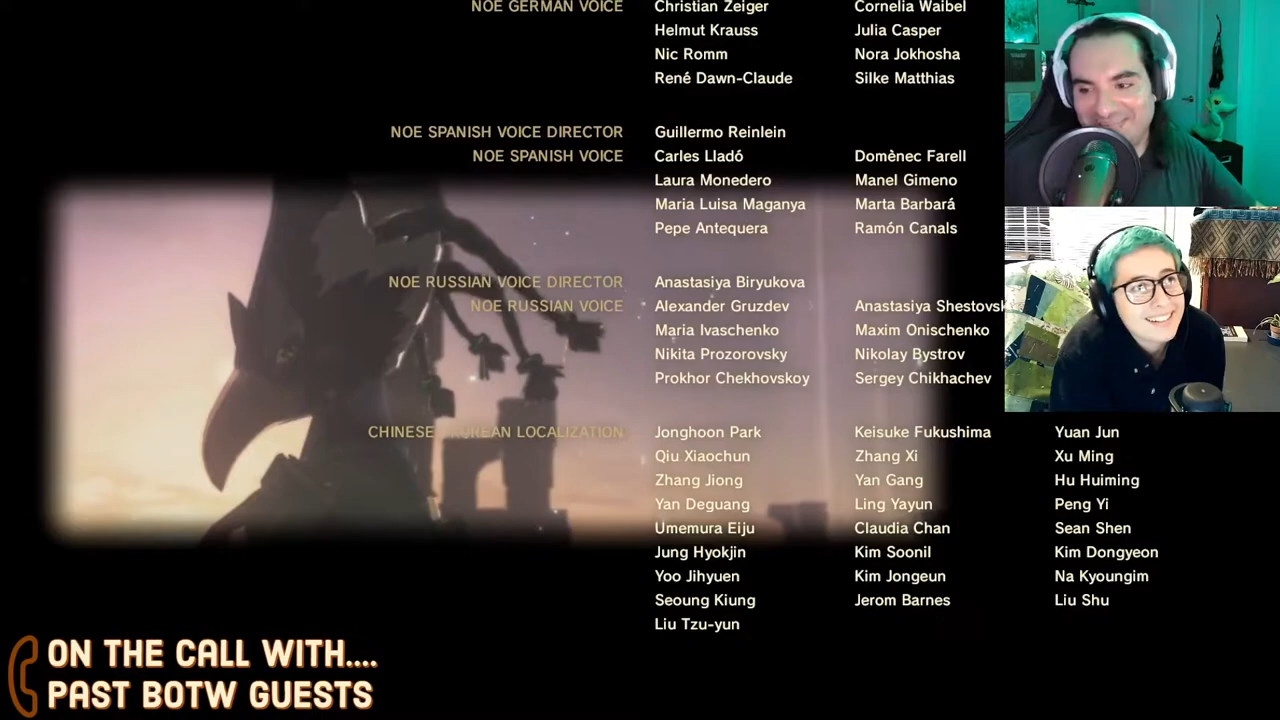 NOE GERMAN VOICE Christian Zeiger Cornelia Waibel
Helmut Krauss Julia Casper
Nic Romm Nora Jokhosha
René Dawn-Claude Silke Matthias
NOE SPANISH VOICE DIRECTOR Guillermo Reinlein
NOE SPANISH VOICE Carles Lladó Domènec Farell
Laura Monedero Manel Gimeno
Maria Luisa Maganya Marta Barbará
Pepe Antequera Ramón Canals
NOE RUSSIAN VOICE DIRECTOR Anastasiya Biryukova
NOE RUSSIAN VOICE Alexander Gruzdev Anastasiya
Maria Ivaschenko Maxim Onischenko
Nikita Prozorovsky Nikolay Bystrov
Prokhor Chekhovskoy Sergey Chikhachev
CHINESE LOCALIZATION Jonghoon Park Keisuke Fukushima Yuan Jun
Qiu Xiaochun Zhang Xi Xu Ming
Zhang Jiong Yan Gang Hu Huiming
Yan Deguang Ling Yayun Peng Yi
Umemura Eiju Claudia Chan Sean Shen
Jung Hyokjin Kim Soonil Kim Dongyeon
Yoo Jihyuen Kim Jongeun Na Kyoungim
Seoung Kiung Jerom Barnes Liu Shu
Liu Tzu-yun
ON THE CALL WITH....
PAST BOTW GUESTS